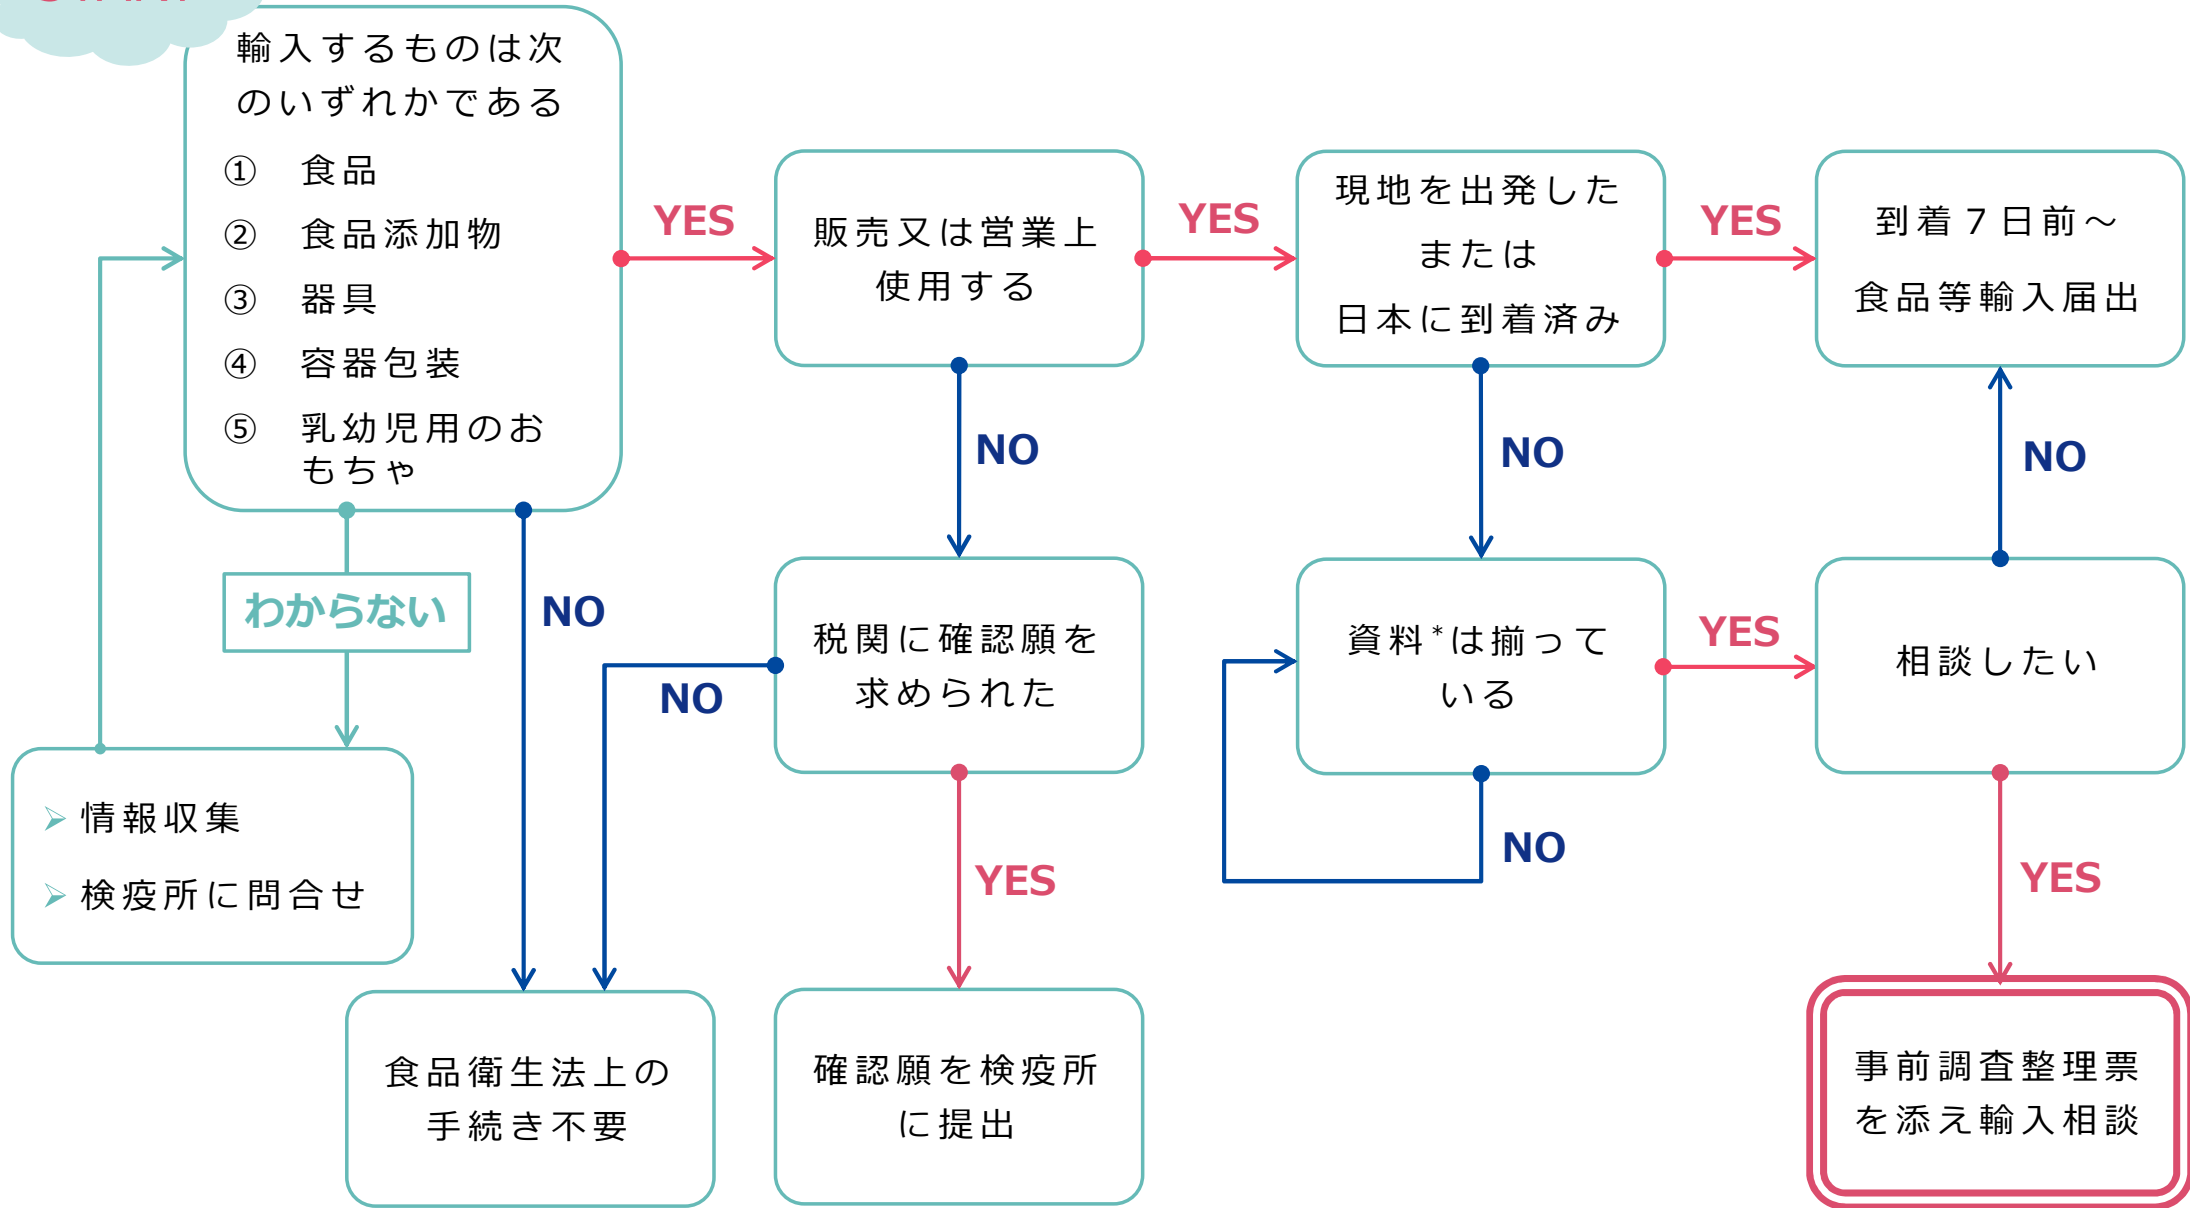 輸入するものは次
のいずれかである
① 食品
② 食品添加物
③ 器具
④ 容器包装
⑤ 乳幼児用のお
もちゃ
YES
販売又は営業上
使用する
YES
現地を出発した
または
日本に到着済み
YES
到着7日前～
食品等輸入届出
わからない
NO
NO
NO
NO
税関に確認願を
求められた
NO
資料*は揃って
いる
YES
相談したい
➢ 情報収集
➢ 検疫所に問合せ
YES
NO
YES
食品衛生法上の
手続き不要
確認願を検疫所
に提出
事前調査整理票
を添え輸入相談